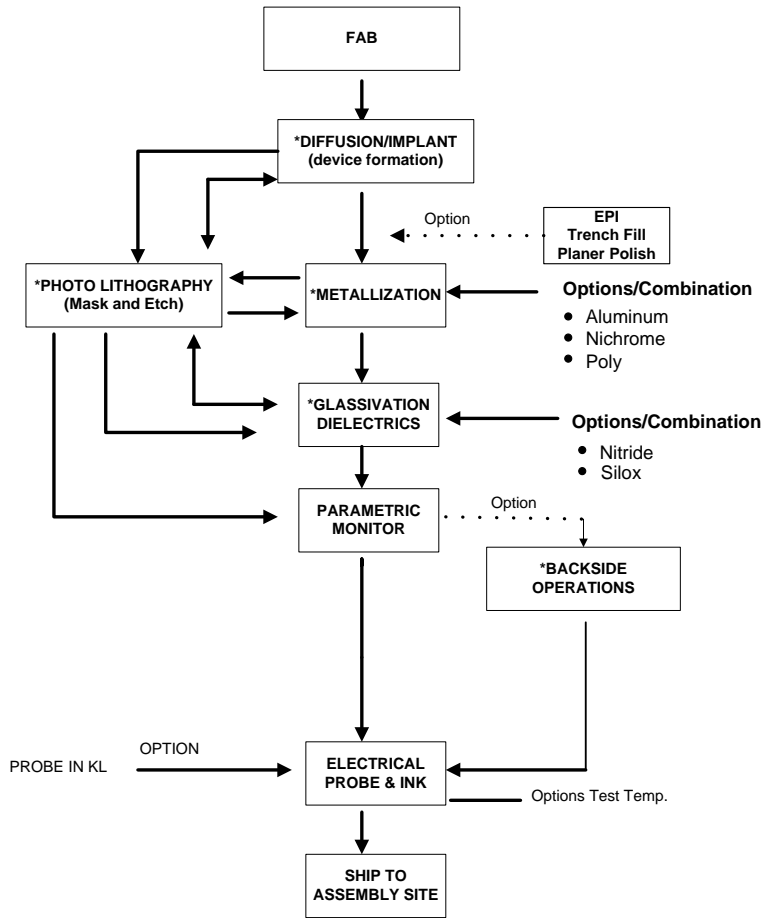 FAB
*DIFFUSION/IMPLANT
(device formation)
Option
EPI
Trench Fill
Planer Polish
*PHOTO LITHOGRAPHY
(Mask and Etch)
*METALLIZATION
Options/Combination
• Aluminum
• Nichrome
• Poly
*GLASSIVATION
DIELECTRICS
Options/Combination
• Nitride
• Silox
PARAMETRIC
MONITOR
Option
*BACKSIDE
OPERATIONS
PROBE IN KL
OPTION
ELECTRICAL
PROBE & INK
Options Test Temp.
SHIP TO
ASSEMBLY SITE